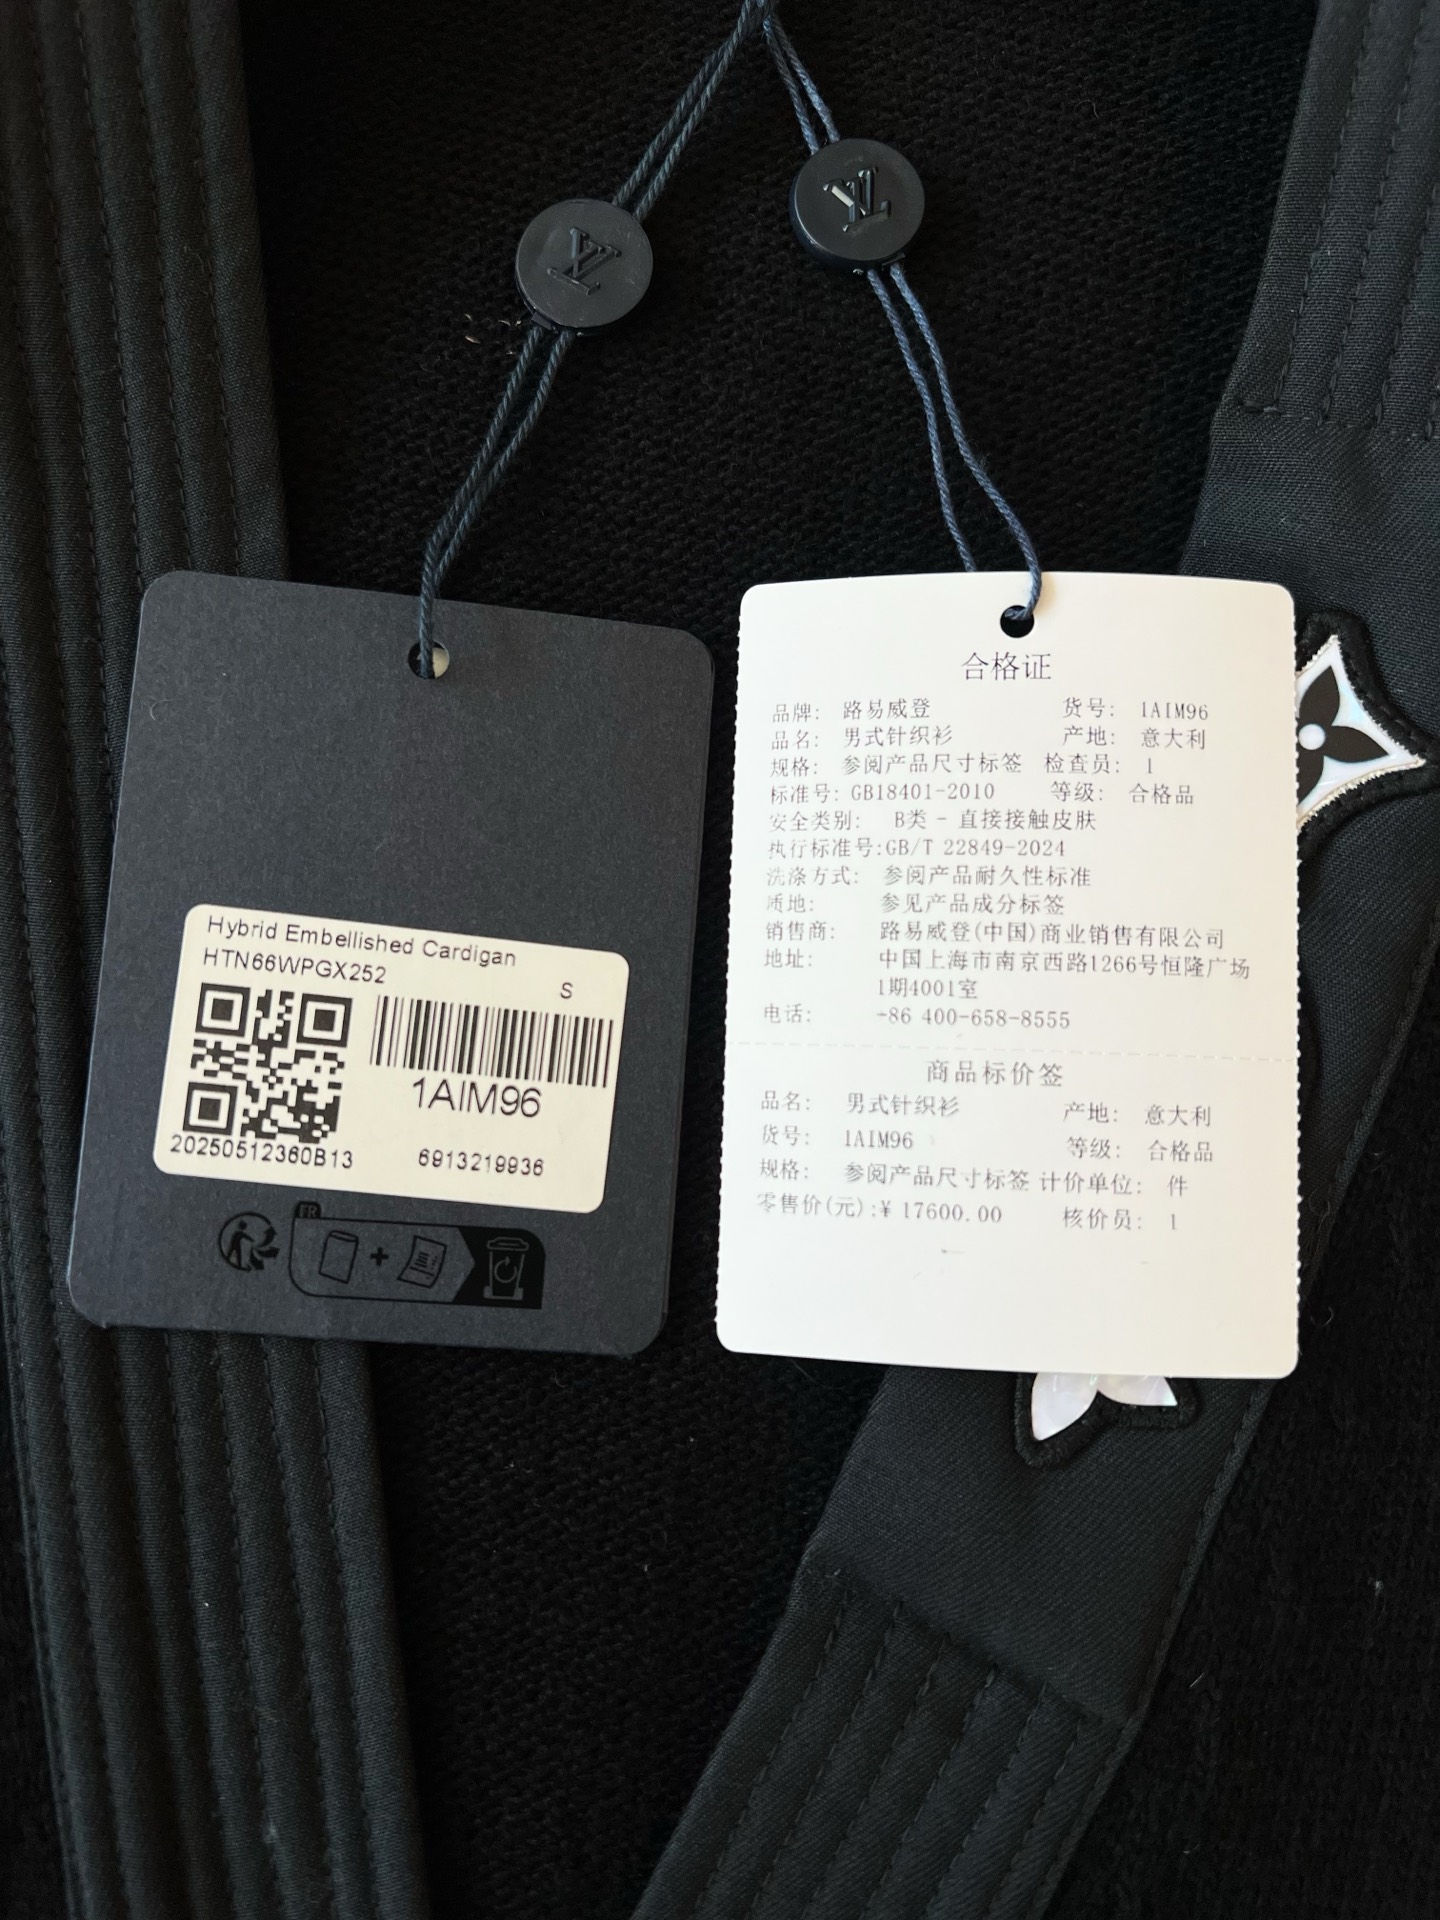 LV
LV
Hybrid Embellished Cardigan
HTN66WPGX252
S
1AIM96
20250512360B13 6913219936
FR
合格证
品牌: 路易威登 货号: 1AIM96
品名: 男式针织衫 产地: 意大利
规格: 参阅产品尺寸标签 检查员: 1
标准号: GB18401-2010 等级: 合格品
安全类别: B类 - 直接接触皮肤
执行标准号:GB/T 22849-2024
洗涤方式: 参阅产品耐久性标准
质地: 参见产品成分标签
销售商: 路易威登(中国)商业销售有限公司
地址: 中国上海市南京西路1266号恒隆广场
1期4001室
电话: +86 400-658-8555
商品标价签
品名: 男式针织衫 产地: 意大利
货号: 1AIM96 等级: 合格品
规格: 参阅产品尺寸标签 计价单位: 件
零售价(元):¥ 17600.00 核价员: 1